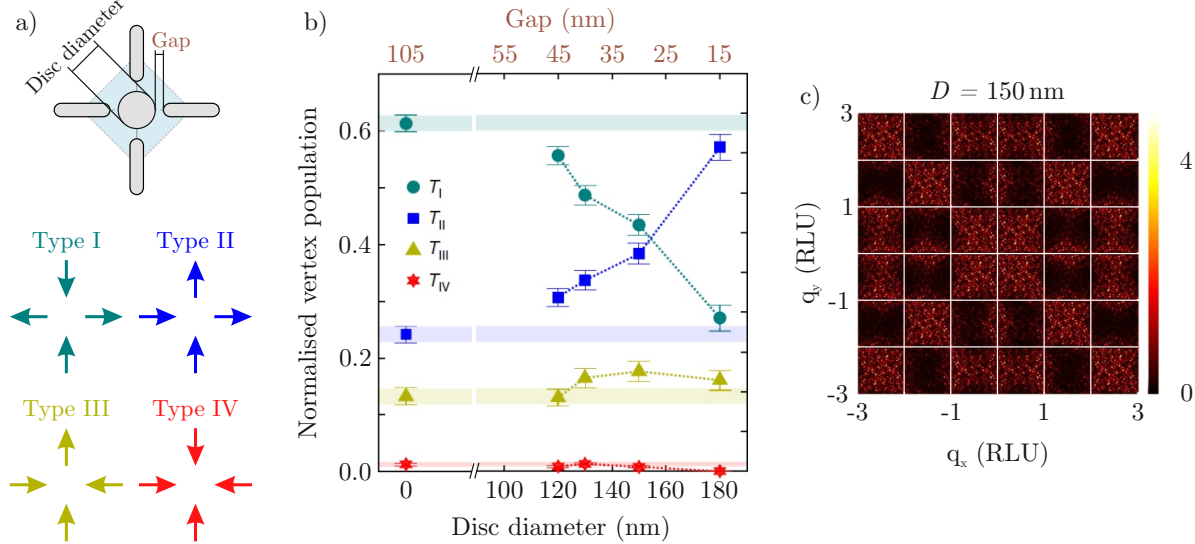 a)
Disc diameter
Gap
Type I
Type II
Type III
Type IV
b)
Gap (nm)
105 55 45 35 25 15
Normalised vertex population
0.6
0.4
0.2
0.0
T_I
T_II
T_III
T_IV
0 100 120 140 160 180
Disc diameter (nm)
c)
D = 150 nm
q_y (RLU)
3
1
-1
-3
-3 -1 1 3
q_x (RLU)
4
0